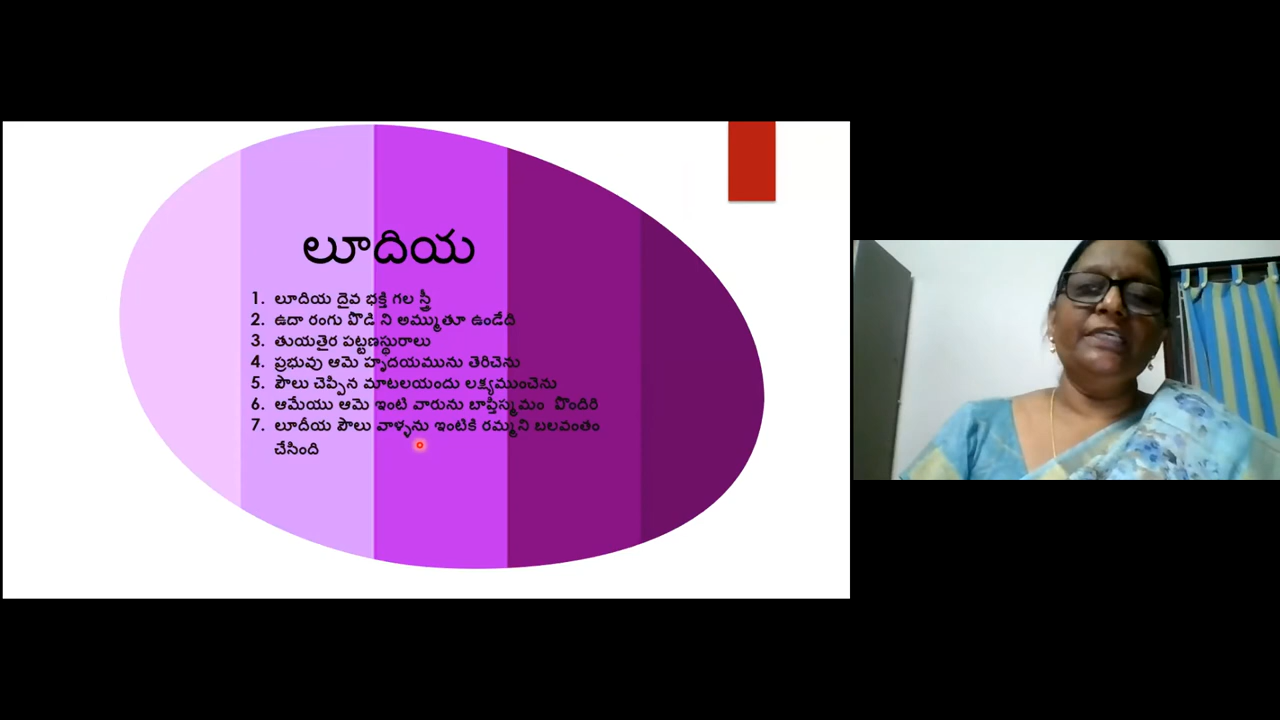 లూదియ
1. లూదియ దైవ భక్తి గల స్త్రీ
2. ఉదా రంగు పొడి ని అమ్ముతూ ఉండేది
3. తుయతైర పట్టణస్థురాలు
4. ప్రభువు ఆమె హృదయమును తెరిచెను
5. పౌలు చెప్పిన మాటలయందు లక్ష్యముంచెను
6. ఆమేయు ఆమె ఇంటి వారును బాప్తిస్మమం పొందిరి
7. లూదీయ పౌలు వాళ్ళను ఇంటికి రమ్మని బలవంతం
చేసింది